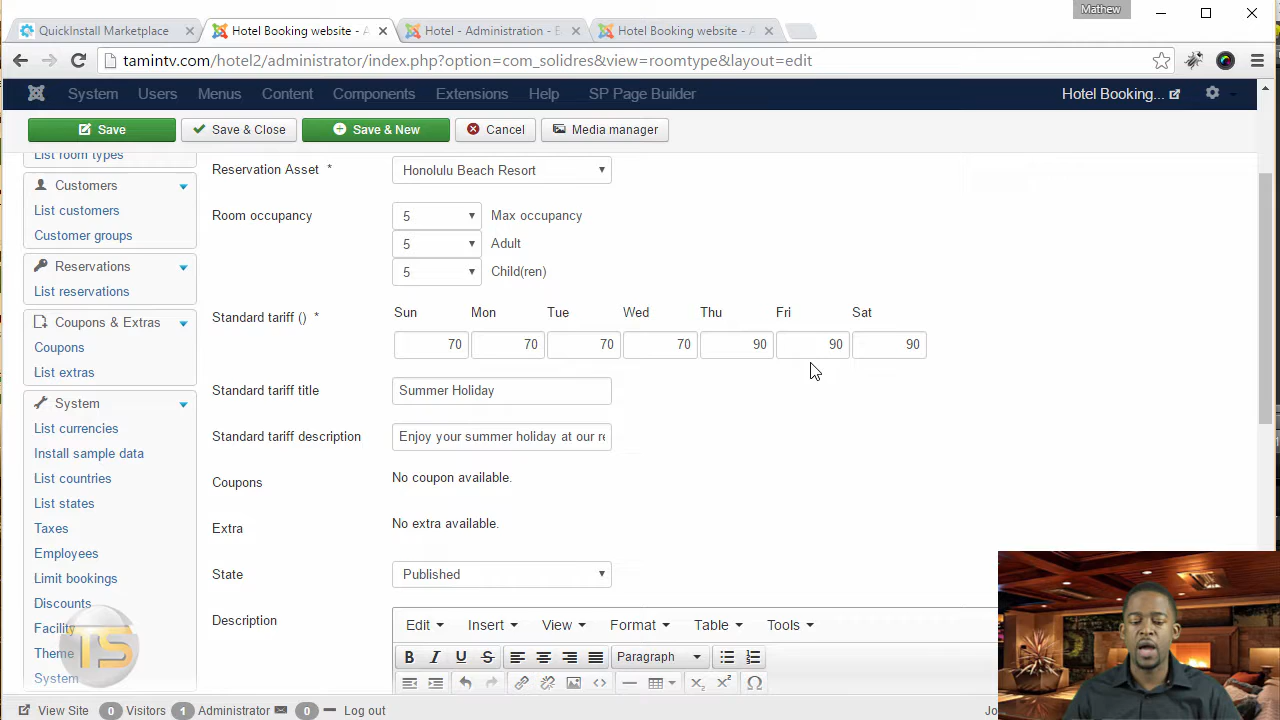 Mathew
QuickInstall Marketplace
Hotel Booking website - A
Hotel - Administration - E
Hotel Booking website - A
tamintv.com/hotel2/administrator/index.php?option=com_solidres&view=roomtype&layout=edit
System Users Menus Content Components Extensions Help SP Page Builder Hotel Booking...
Save Save & Close Save & New Cancel Media manager
List room types
Customers
List customers
Customer groups
Reservations
List reservations
Coupons & Extras
Coupons
List extras
System
List currencies
Install sample data
List countries
List states
Taxes
Employees
Limit bookings
Discounts
Facility
Theme
System
TS
Reservation Asset * Honolulu Beach Resort
Room occupancy 5 Max occupancy
5 Adult
5 Child(ren)
Sun Mon Tue Wed Thu Fri Sat
Standard tariff () *
70 70 70 70 90 90 90
Standard tariff title Summer Holiday
Standard tariff description Enjoy your summer holiday at our re
Coupons No coupon available.
Extra No extra available.
State Published
Description Edit Insert View Format Table Tools
B I U S Paragraph
View Site 0 Visitors 1 Administrator 0 Log out Jo